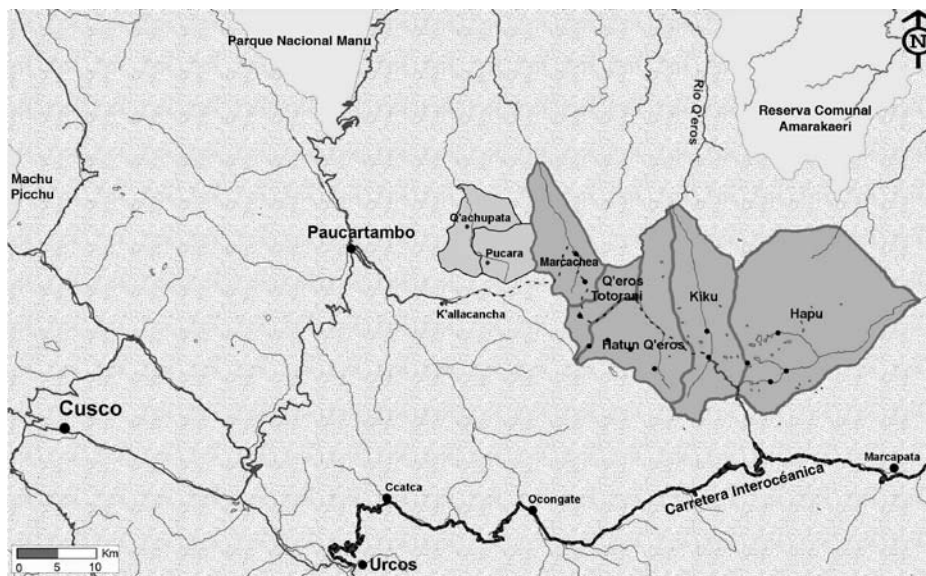 Parque Nacional Manu
N
Río Q'eros
Reserva Comunal
Amarakaeri
Machu
Picchu
Q'achupata
Paucartambo
Pucara
Marcachea
Q'eros
Totorani
Kiku
Hapu
K'allacancha
Hatun Q'eros
Cusco
Marcapata
Carretera Interocéanica
Ccatca
Ocongate
Km
0 5 10
Urcos